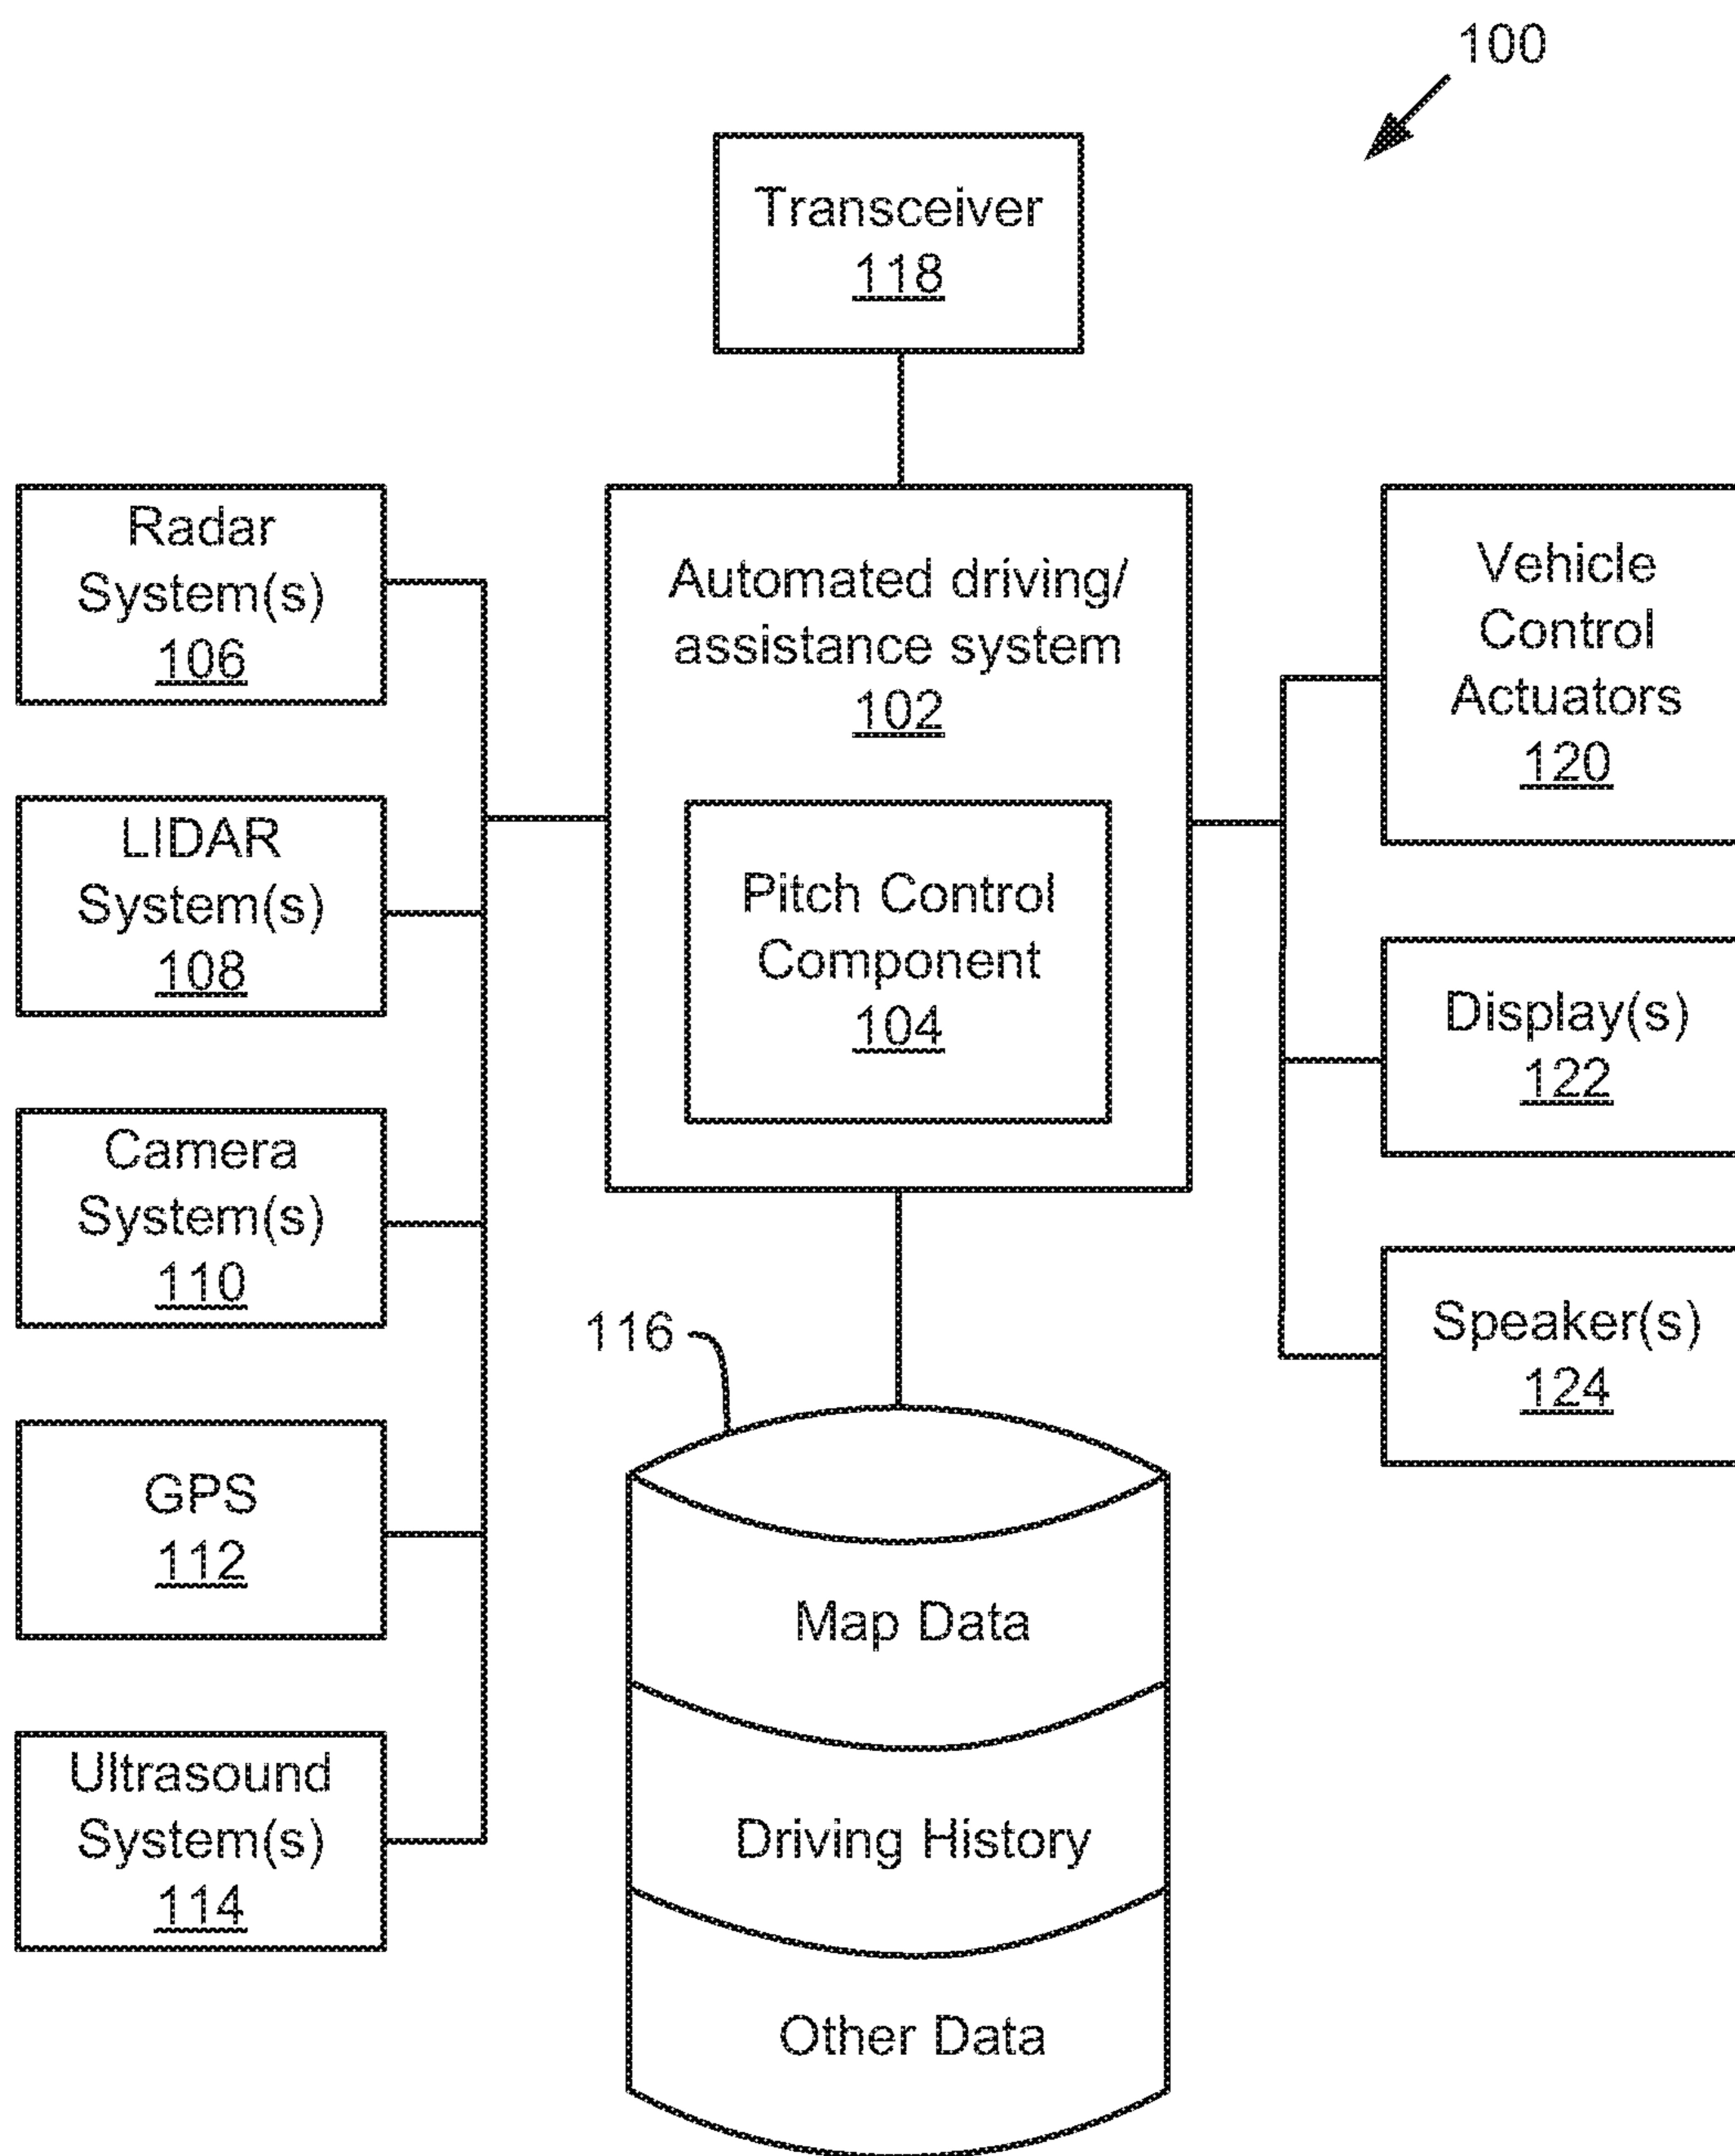 100
Transceiver
118
Radar
System(s)
106
LIDAR
System(s)
108
Camera
System(s)
110
GPS
112
Ultrasound
System(s)
114
Automated driving/
assistance system
102
Pitch Control
Component
104
Vehicle
Control
Actuators
120
Display(s)
122
Speaker(s)
124
116
Map Data
Driving History
Other Data